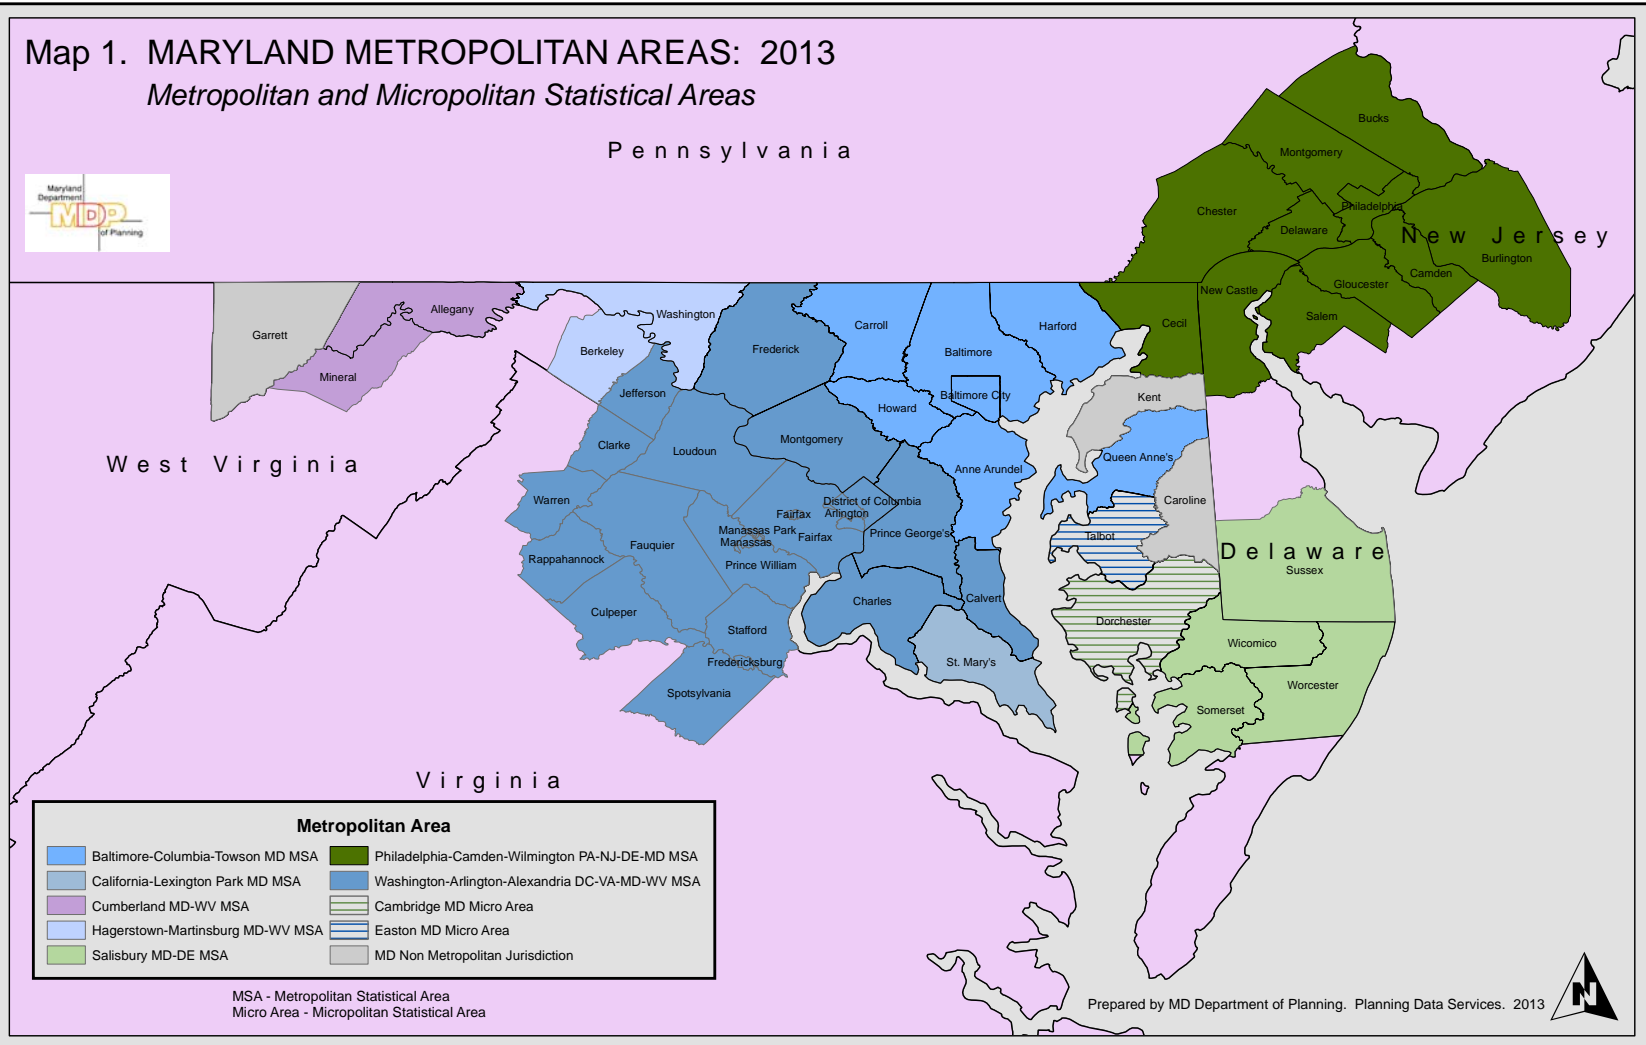 Map 1. MARYLAND METROPOLITAN AREAS: 2013
Metropolitan and Micropolitan Statistical Areas
Pennsylvania
Maryland
Department
MDP
of Planning
Bucks
Montgomery
Chester
Philadelphia
Delaware
New Jersey
Burlington
Camden
Gloucester
New Castle
Salem
Cecil
Garrett
Allegany
Mineral
Washington
Berkeley
Frederick
Carroll
Baltimore
Harford
Baltimore City
Howard
Kent
Jefferson
Clarke
Loudoun
Montgomery
Anne Arundel
Queen Anne's
Caroline
West Virginia
Warren
District of Columbia
Arlington
Fairfax
Manassas Park
Manassas
Fairfax
Prince George's
Talbot
Delaware
Sussex
Rappahannock
Fauquier
Prince William
Culpeper
Stafford
Charles
Calvert
Dorchester
Wicomico
Fredericksburg
St. Mary's
Spotsylvania
Worcester
Somerset
Virginia
Metropolitan Area
Baltimore-Columbia-Towson MD MSA
California-Lexington Park MD MSA
Cumberland MD-WV MSA
Hagerstown-Martinsburg MD-WV MSA
Salisbury MD-DE MSA
Philadelphia-Camden-Wilmington PA-NJ-DE-MD MSA
Washington-Arlington-Alexandria DC-VA-MD-WV MSA
Cambridge MD Micro Area
Easton MD Micro Area
MD Non Metropolitan Jurisdiction
MSA - Metropolitan Statistical Area
Micro Area - Micropolitan Statistical Area
Prepared by MD Department of Planning. Planning Data Services. 2013
N